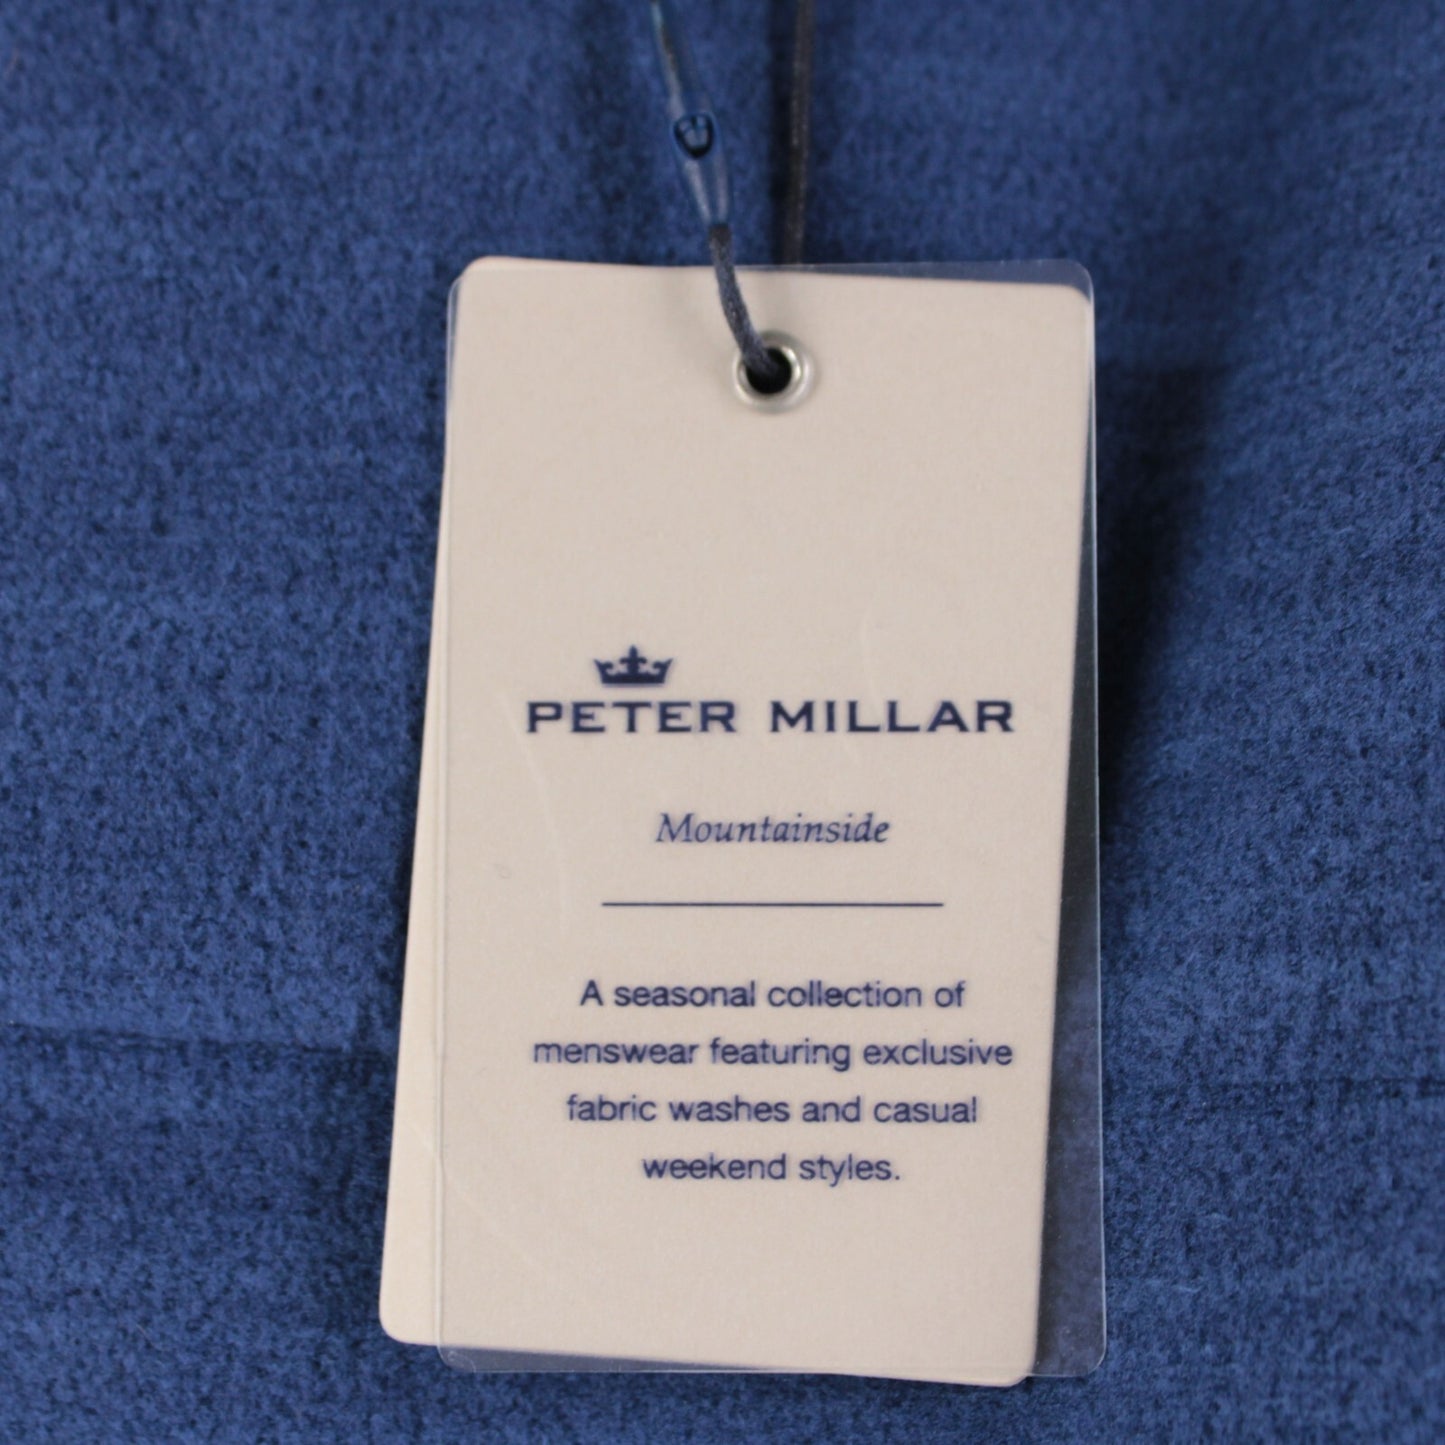 PETER MILLAR
Mountainside
A seasonal collection of
menswear featuring exclusive
fabric washes and casual
weekend styles.